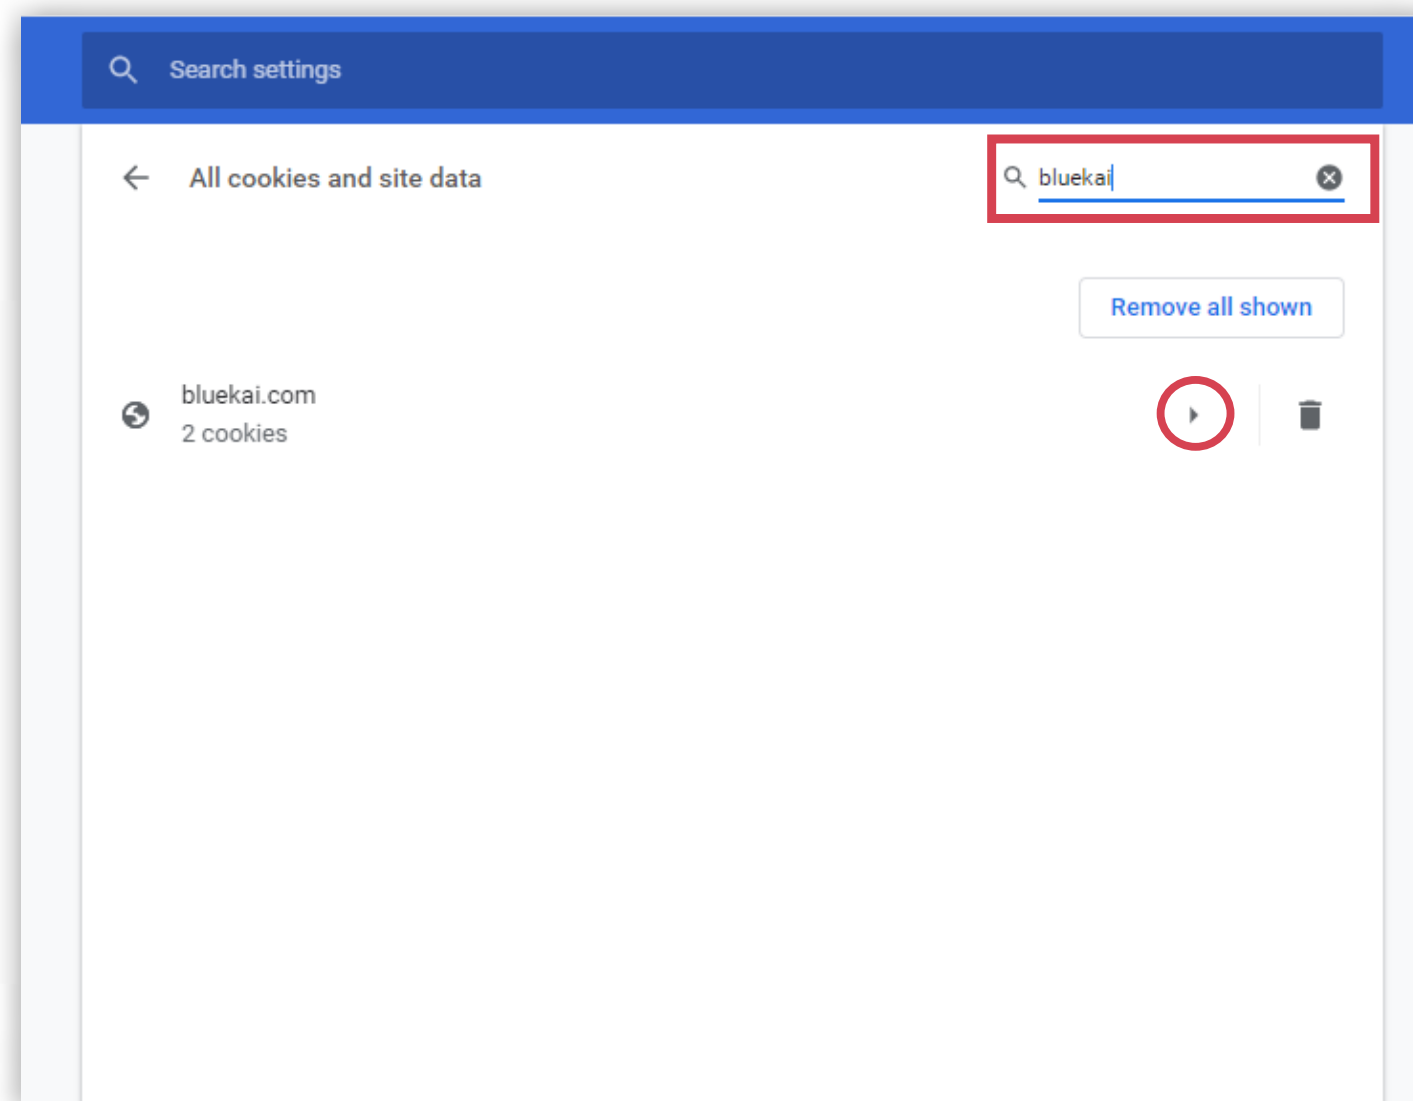 Search settings
All cookies and site data
bluekai
Remove all shown
bluekai.com
2 cookies